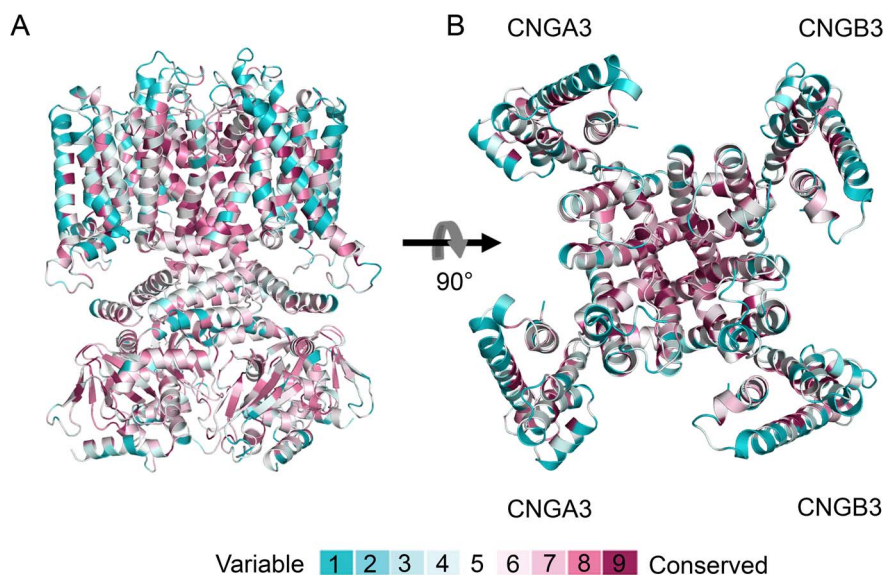 A
B
CNGA3
CNGB3
90°
CNGA3
CNGB3
Variable 1 2 3 4 5 6 7 8 9 Conserved